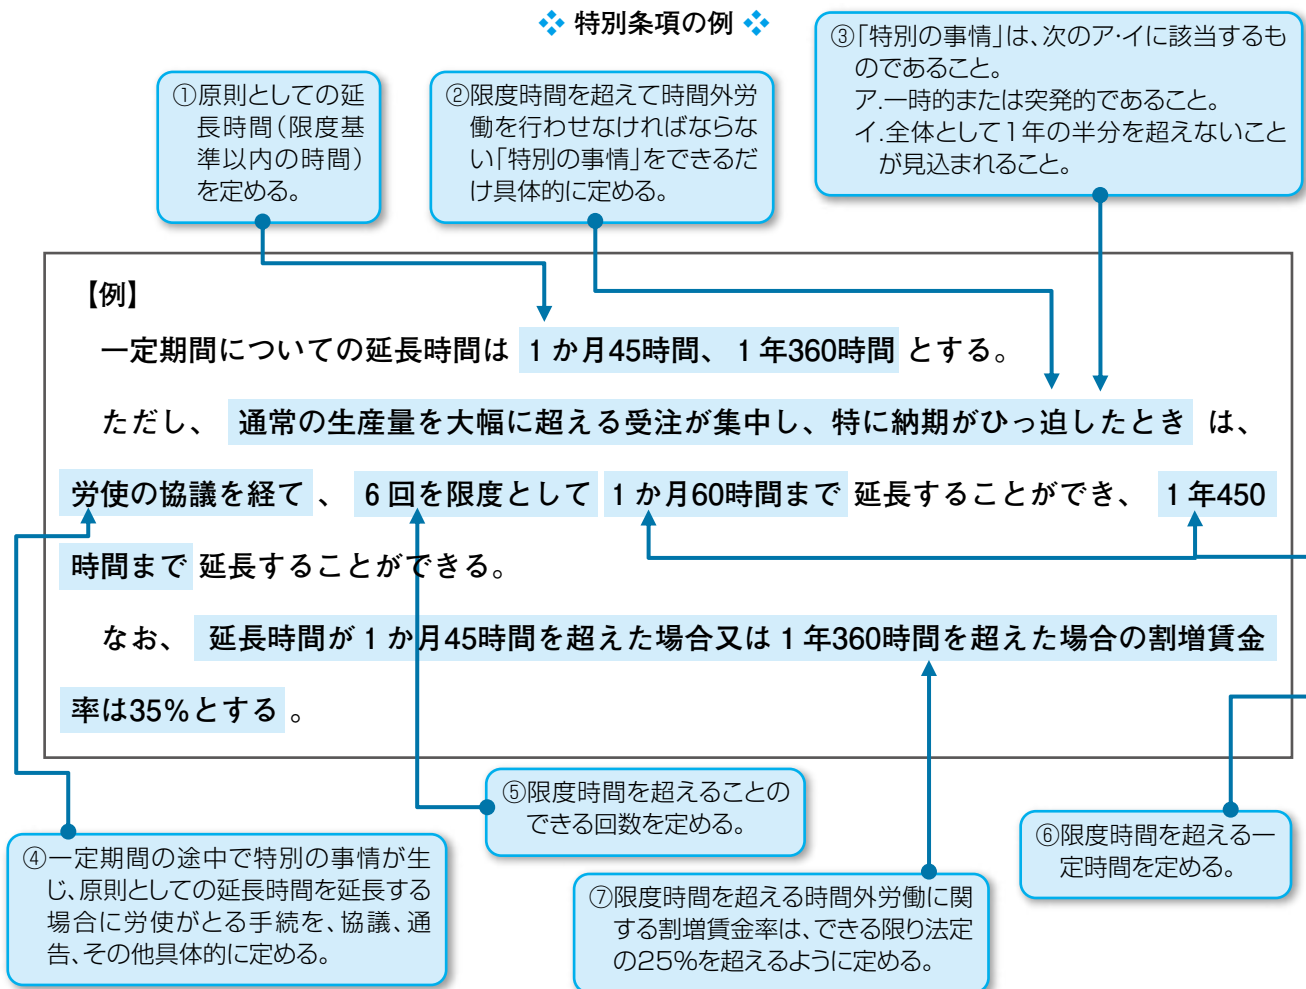 ❖ 特別条項の例 ❖
①原則としての延
長時間(限度基
準以内の時間)
を定める。
②限度時間を超えて時間外労
働を行わせなければならな
い「特別の事情」をできるだ
け具体的に定める。
③「特別の事情」は、次のア・イに該当するも
のであること。
ア.一時的または突発的であること。
イ.全体として1年の半分を超えないこと
が見込まれること。
【例】
一定期間についての延長時間は 1か月45時間、1年360時間 とする。
ただし、 通常の生産量を大幅に超える受注が集中し、特に納期がひっ迫したとき は、
労使の協議を経て 、 6回を限度として 1か月60時間まで 延長することができ、 1年450
時間まで 延長することができる。
なお、 延長時間が1か月45時間を超えた場合又は1年360時間を超えた場合の割増賃金
率は35%とする 。
④一定期間の途中で特別の事情が生
じ、原則としての延長時間を延長する
場合に労使がとる手続を、協議、通
告、その他具体的に定める。
⑤限度時間を超えることの
できる回数を定める。
⑥限度時間を超える一
定時間を定める。
⑦限度時間を超える時間外労働に関
する割増賃金率は、できる限り法定
の25%を超えるように定める。